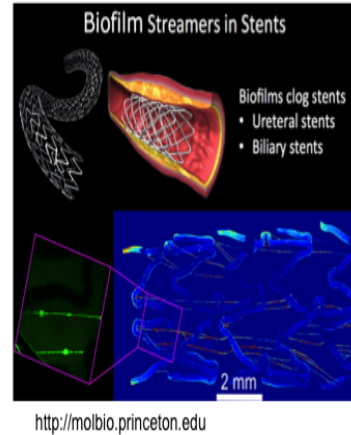 Biofilm Streamers in Stents
Biofilms clog stents
• Ureteral stents
• Biliary stents
2 mm
http://molbio.princeton.edu